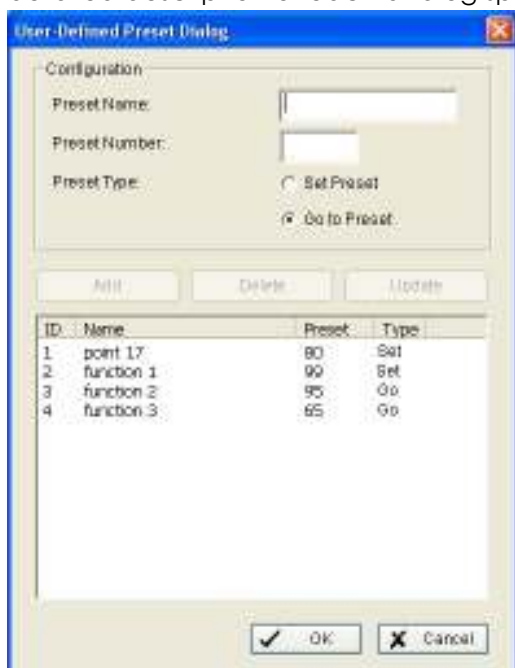 User-Defined Preset Dialog
Configuration
Preset Name:
Preset Number:
Preset Type:
Set Preset
Go to Preset
Add Delete Update
ID Name Preset Type
1 point 17 80 Set
2 function 1 99 Set
3 function 2 95 Go
4 function 3 65 Go
OK Cancel